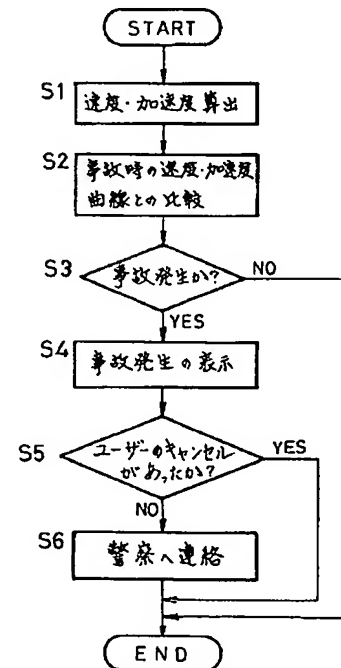 START
S1
速度・加速度算出
S2
事故時の速度・加速度
曲線との比較
S3
事故発生か?
NO
YES
S4
事故発生の表示
S5
ユーザーのキャンセル
があったか?
YES
NO
S6
警察へ連絡
END